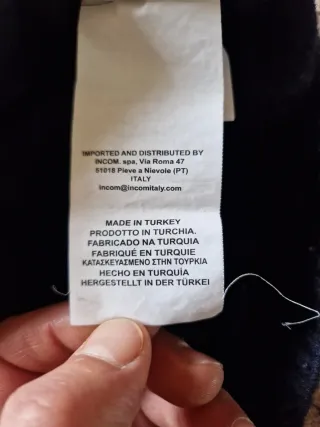 IMPORTED AND DISTRIBUTED BY
INCOM. spa, Via Roma 47
51018 Pieve a Nievole (PT)
ITALY
incom@incomitaly.com
MADE IN TURKEY
PRODOTTO IN TURCHIA.
FABRICADO NA TURQUIA
FABRIQUÉ EN TURQUIE
ΚΑΤΑΣΚΕΥΑΣΜΕΝΟ ΣΤΗΝ ΤΟΥΡΚΙΑ
HECHO EN TURQUÍA
HERGESTELLT IN DER TÜRKEI